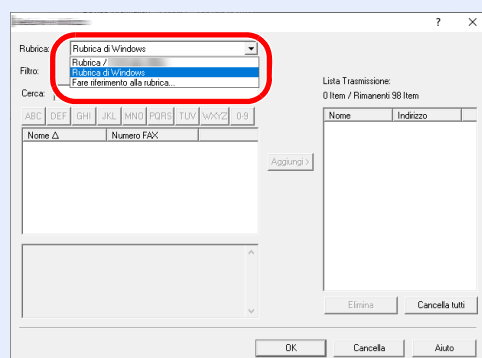 ? ×
Rubrica: Rubrica di Windows
Rubrica /
Rubrica di Windows
Fare riferimento alla rubrica...
Filtro:
Cerca:
Lista Trasmissione:
0 Item / Rimanenti 98 Item
ABC DEF GHI JKL MNO PQRS TUV WXYZ 0-9
Nome Δ Numero FAX
Nome Indirizzo
Aggiungi >
Elimina Cancella tutti
OK Cancella Aiuto